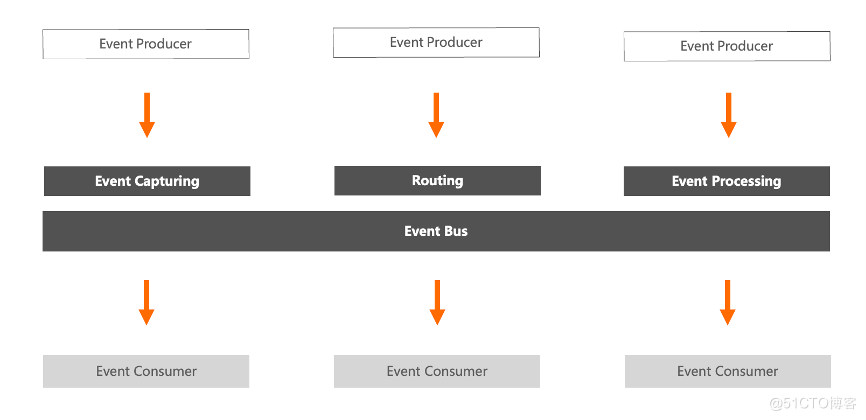 Event Producer
Event Producer
Event Producer
Event Capturing
Routing
Event Processing
Event Bus
Event Consumer
Event Consumer
Event Consumer
@51CTO博客